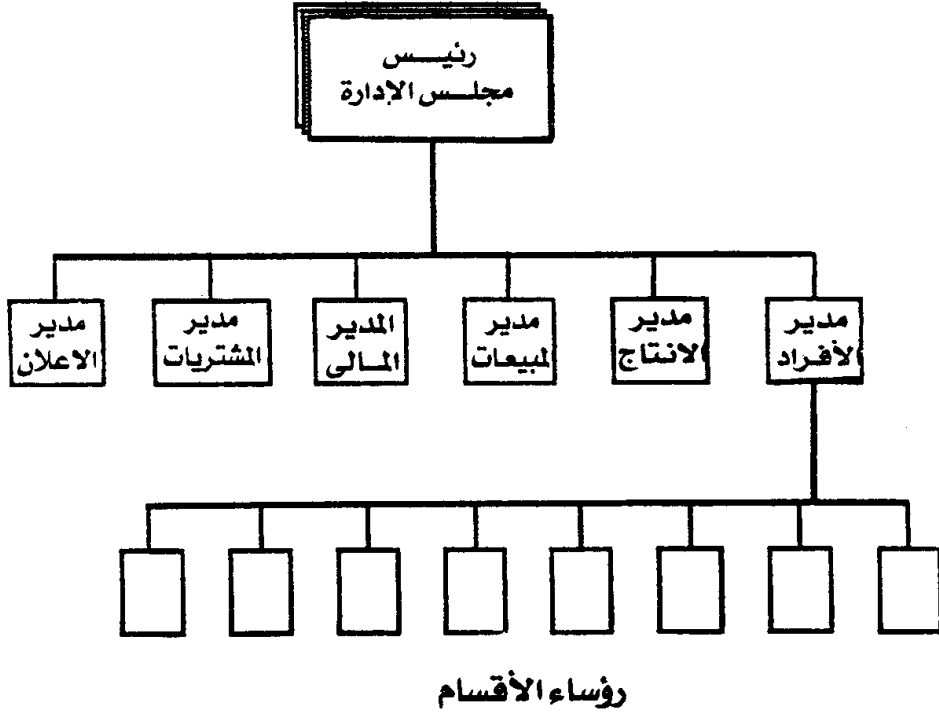 رئيس
مجلس الإدارة
مدير
الأفراد
مدير
الانتاج
مدير
لمبيعات
المدير
المالى
مدير
المشتريات
مدير
الاعلان
رؤساء الأقسام